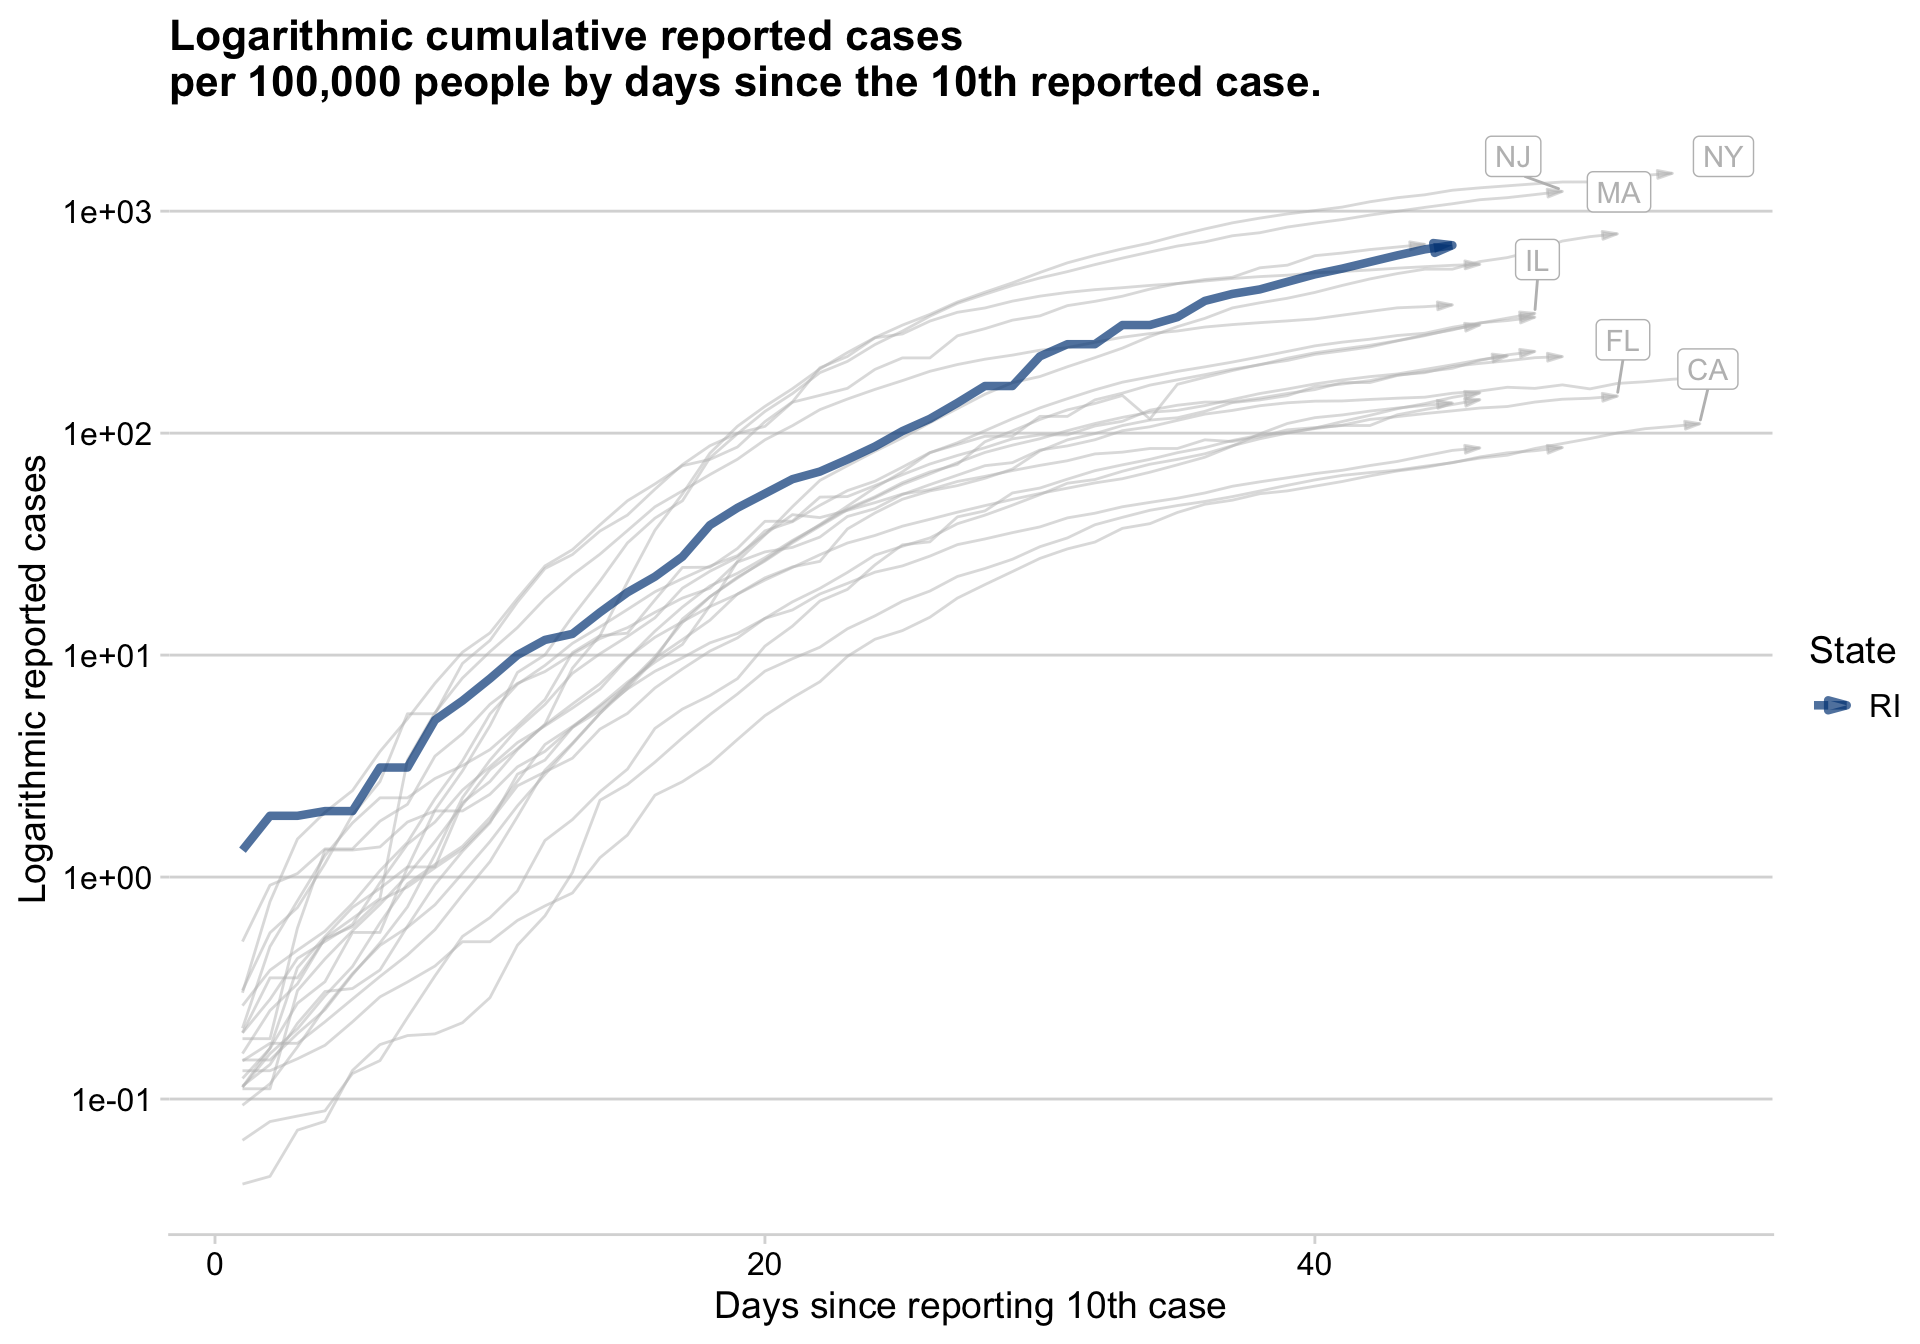 Logarithmic cumulative reported cases
per 100,000 people by days since the 10th reported case.
NJ
NY
MA
IL
FL
CA
1e+03
1e+02
1e+01
1e+00
1e-01
Logarithmic reported cases
State
RI
0
20
40
Days since reporting 10th case